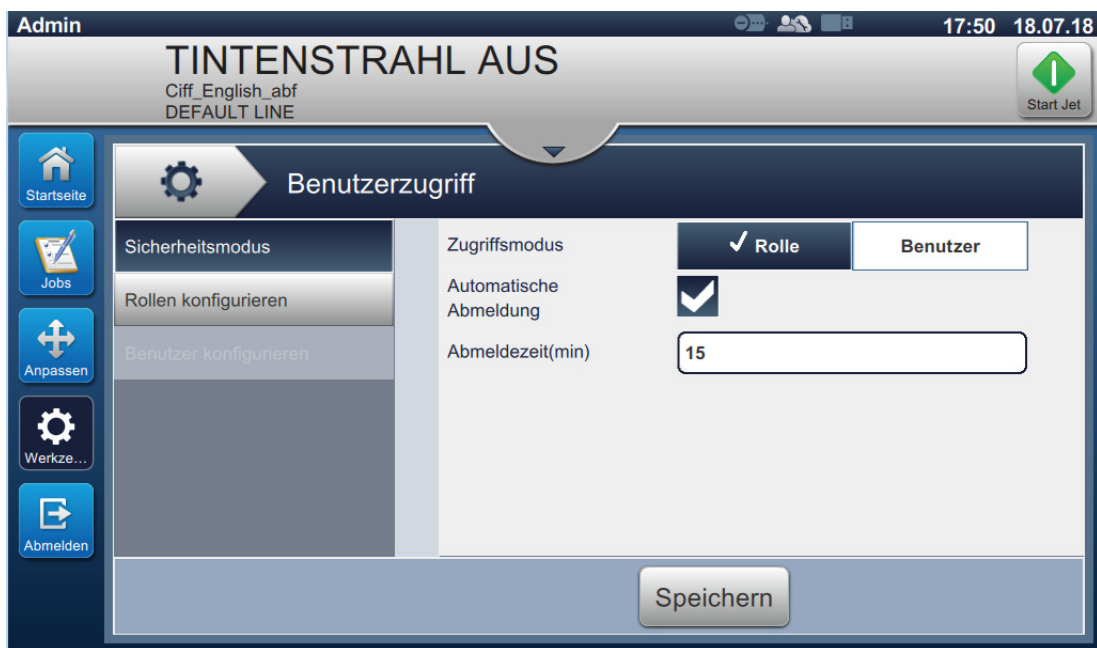 Admin
17:50 18.07.18
TINTENSTRAHL AUS
Ciff_English_abf
DEFAULT LINE
Start Jet
Startseite
Jobs
Anpassen
Werkze...
Abmelden
Benutzerzugriff
Sicherheitsmodus
Rollen konfigurieren
Benutzer konfigurieren
Zugriffsmodus
Rolle
Benutzer
Automatische
Abmeldung
Abmeldezeit(min)
15
Speichern